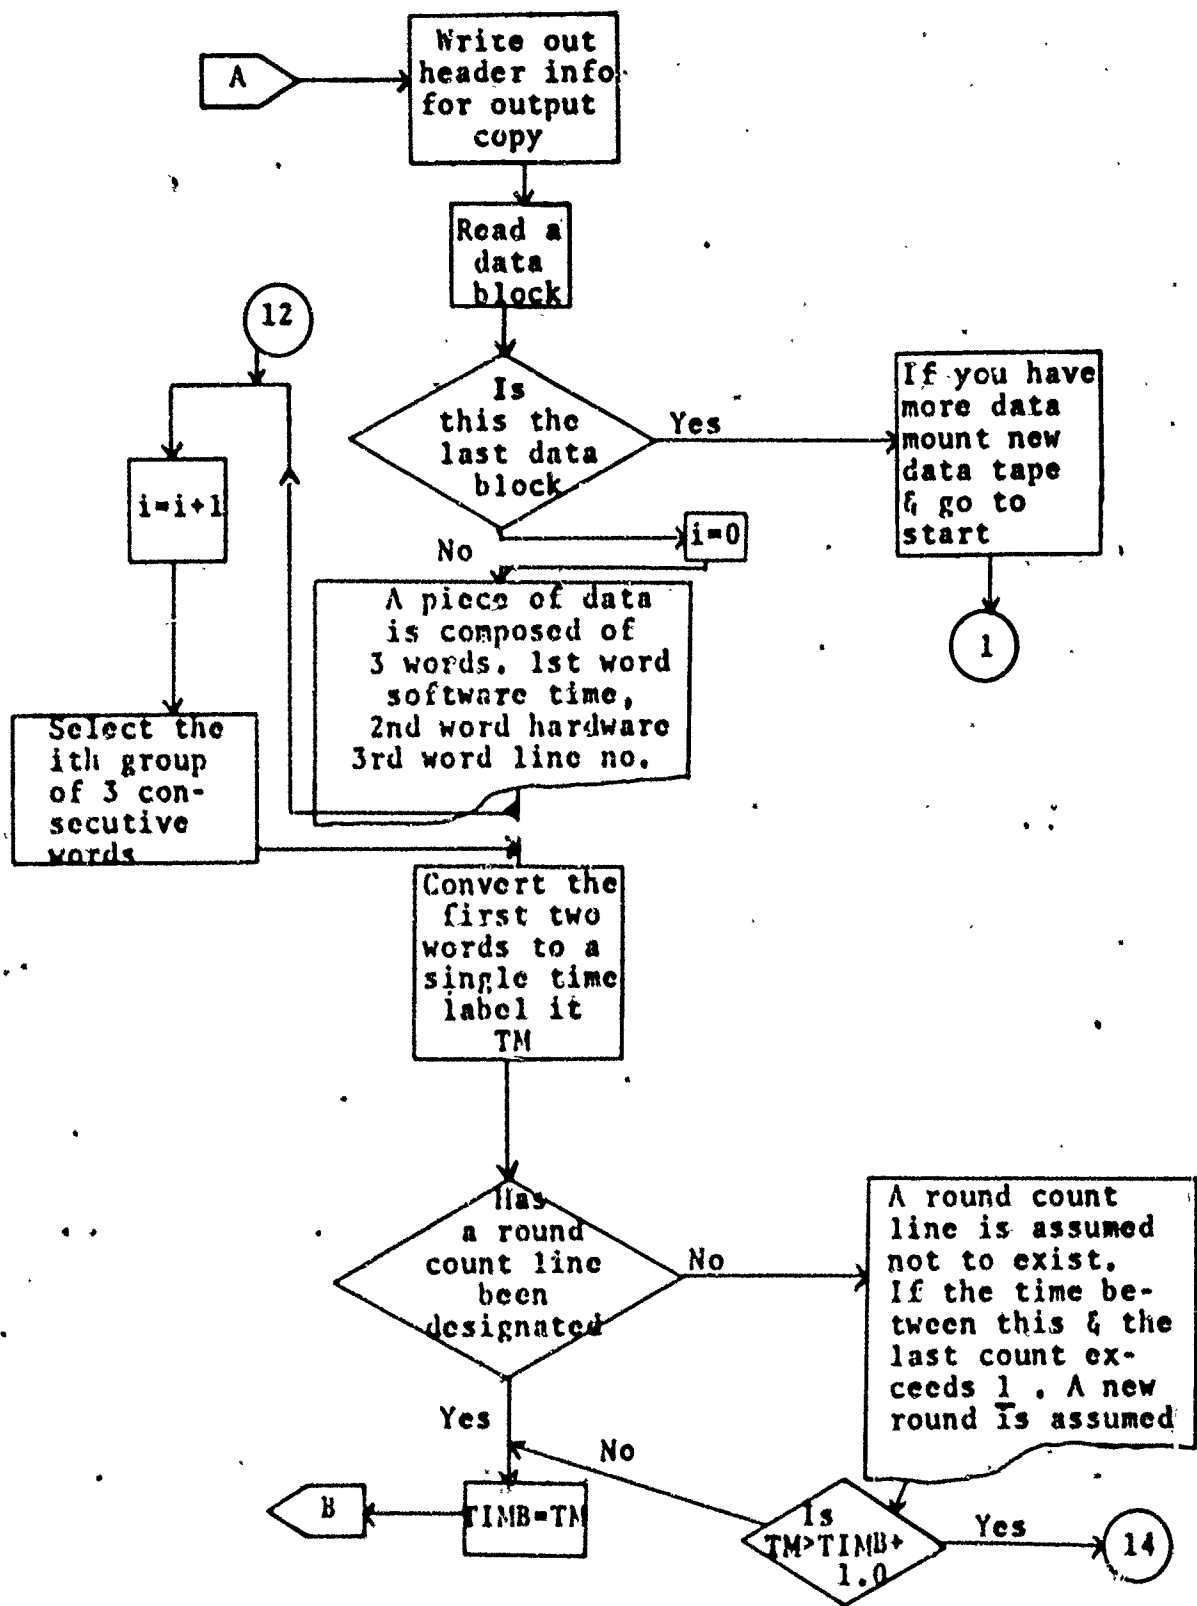 A
Write out
header info
for output
copy
Read a
data
block
12
Is
this the
last data
block
Yes
If you have
more data
mount new
data tape
& go to
start
1
No
i=0
i=i+1
A piece of data
is composed of
3 words. 1st word
software time,
2nd word hardware
3rd word line no.
Select the
ith group
of 3 con-
secutive
words
Convert the
first two
words to a
single time
label it
TM
Has
a round
count line
been
designated
No
A round count
line is assumed
not to exist.
If the time be-
tween this & the
last count ex-
ceeds 1 . A new
round is assumed
Yes
No
B
TIMB=TM
Is
TM>TIMB+
1.0
Yes
14